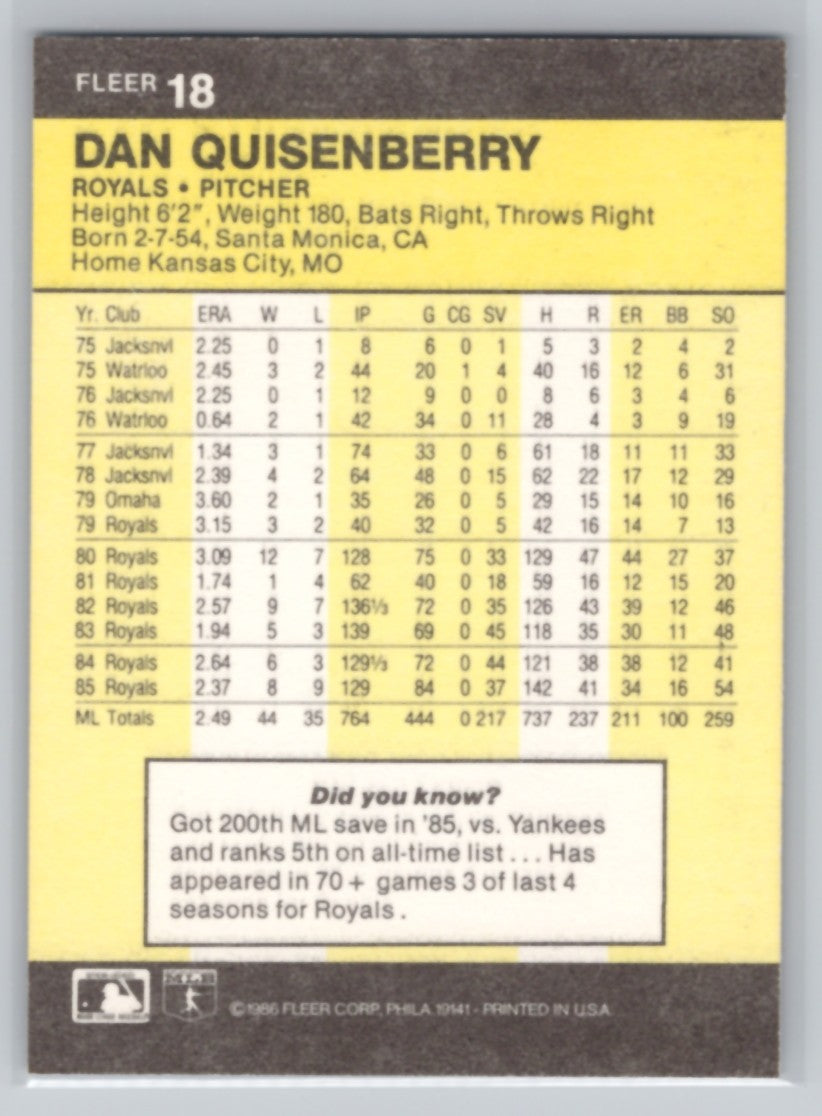 FLEER 18
DAN QUISENBERRY
ROYALS • PITCHER
Height 6'2", Weight 180, Bats Right, Throws Right
Born 2-7-54, Santa Monica, CA
Home Kansas City, MO
Yr. Club ERA W L IP G CG SV H R ER BB SO
75 Jacksnvl 2.25 0 1 8 6 0 1 5 3 2 4 2
75 Watrloo 2.45 3 2 44 20 1 4 40 16 12 6 31
76 Jacksnvl 2.25 0 1 12 9 0 0 8 6 3 4 6
76 Watrloo 0.64 2 1 42 34 0 11 28 4 3 9 19
77 Jacksnvl 1.34 3 1 74 33 0 6 61 18 11 11 33
78 Jacksnvl 2.39 4 2 64 48 0 15 62 22 17 12 29
79 Omaha 3.60 2 1 35 26 0 5 29 15 14 10 16
79 Royals 3.15 3 2 40 32 0 5 42 16 14 7 13
80 Royals 3.09 12 7 128 75 0 33 129 47 44 27 37
81 Royals 1.74 1 4 62 40 0 18 59 16 12 15 20
82 Royals 2.57 9 7 136⅓ 72 0 35 126 43 39 12 46
83 Royals 1.94 5 3 139 69 0 45 118 35 30 11 48
84 Royals 2.64 6 3 129⅓ 72 0 44 121 38 38 12 41
85 Royals 2.37 8 9 129 84 0 37 142 41 34 16 54
ML Totals 2.49 44 35 764 444 0 217 737 237 211 100 259
Did you know?
Got 200th ML save in '85, vs. Yankees
and ranks 5th on all-time list... Has
appeared in 70+ games 3 of last 4
seasons for Royals.
©1986 FLEER CORP., PHILA. 19141 - PRINTED IN U.S.A.